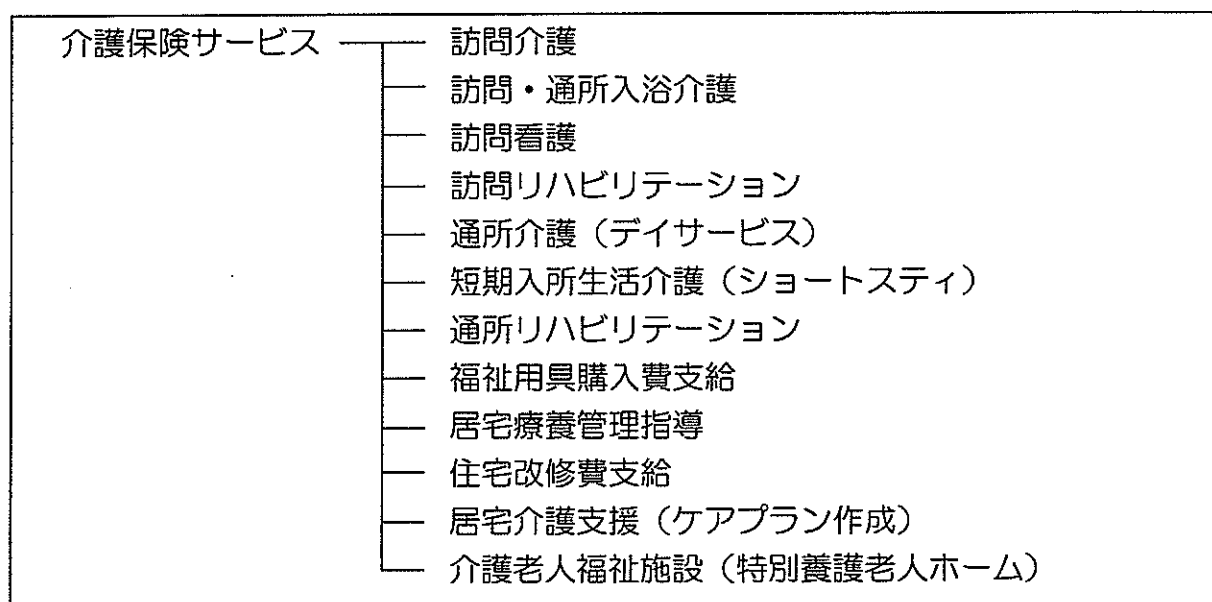 介護保険サービス 訪問介護
訪問・通所入浴介護
訪問看護
訪問リハビリテーション
通所介護（デイサービス）
短期入所生活介護（ショートスティ）
通所リハビリテーション
福祉用具購入費支給
居宅療養管理指導
住宅改修費支給
居宅介護支援（ケアプラン作成）
介護老人福祉施設（特別養護老人ホーム）